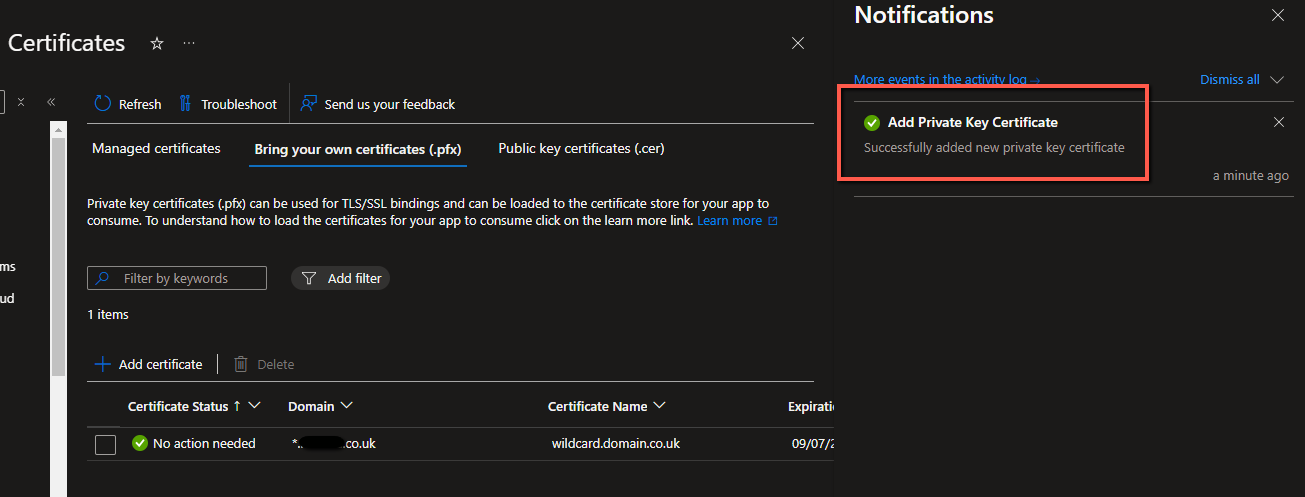 Certificates
Refresh
Troubleshoot
Send us your feedback
Managed certificates
Bring your own certificates (.pfx)
Public key certificates (.cer)
Private key certificates (.pfx) can be used for TLS/SSL bindings and can be loaded to the certificate store for your app to
consume. To understand how to load the certificates for your app to consume click on the learn more link. Learn more
ms
ud
Filter by keywords
Add filter
1 items
Add certificate
Delete
Certificate Status
Domain
Certificate Name
Expirati
No action needed
*. .co.uk
wildcard.domain.co.uk
09/07/2
Notifications
More events in the activity log
Dismiss all
Add Private Key Certificate
Successfully added new private key certificate
a minute ago